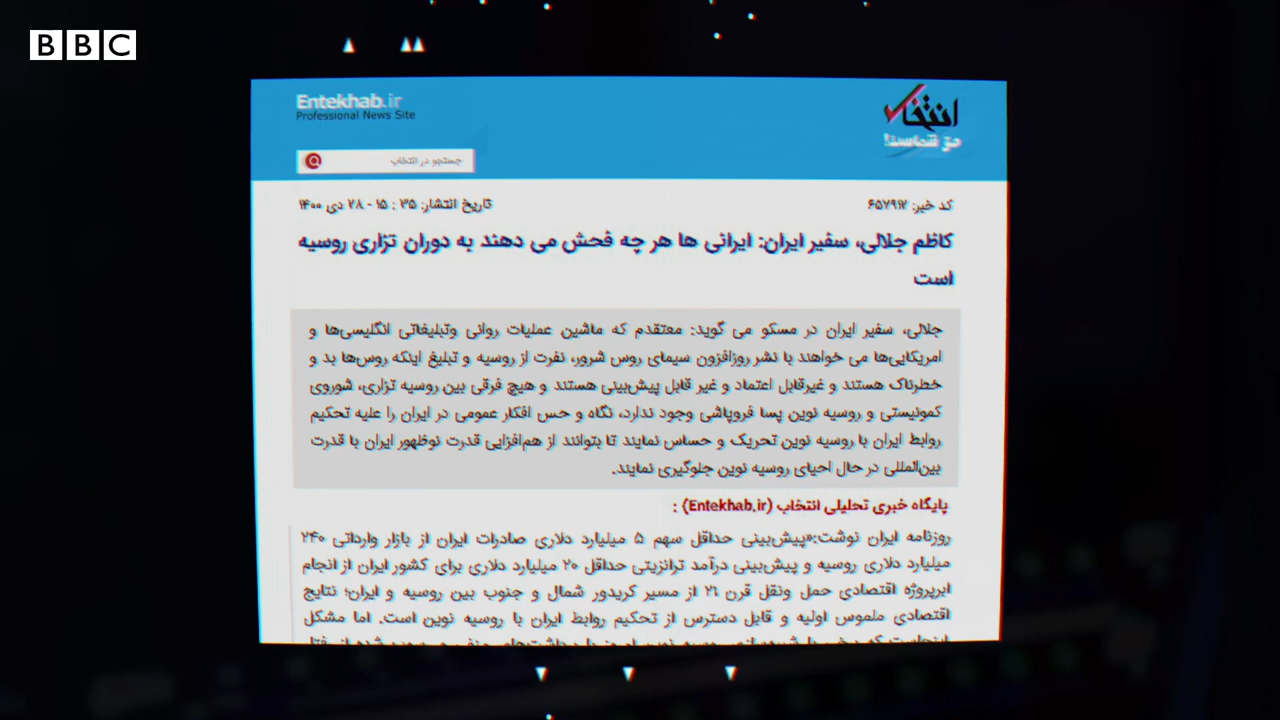 BBC
Entekhab.ir
Professional News Site
انتخاب
حق شماست!
جستجو در انتخاب
کد خبر: ۶۵۷۹۱۲
تاریخ انتشار: ۳۵ : ۱۵ - ۲۸ دی ۱۴۰۰
کاظم جلالی، سفیر ایران: ایرانی ها هر چه فحش می دهند به دوران تزاری روسیه
است
جلالی، سفیر ایران در مسکو می گوید: معتقدم که ماشین عملیات روانی وتبلیغاتی انگلیسی‌ها و
امریکایی‌ها می خواهند با نشر روزافزون سیمای روس شرور، نفرت از روسیه و تبلیغ اینکه روس‌ها بد و
خطرناک هستند و غیرقابل اعتماد و غیر قابل پیش‌بینی هستند و هیچ فرقی بین روسیه تزاری، شوروی
کمونیستی و روسیه نوین پسا فروپاشی وجود ندارد، نگاه و حس افکار عمومی در ایران را علیه تحکیم
روابط ایران با روسیه نوین تحریک و حساس نمایند تا بتوانند از هم‌افزایی قدرت نوظهور ایران با قدرت
بین‌المللی در حال احیای روسیه نوین جلوگیری نمایند.
پایگاه خبری تحلیلی انتخاب (Entekhab.ir) :
روزنامه ایران نوشت:«پیش‌بینی حداقل سهم ۵ میلیارد دلاری صادرات ایران از بازار وارداتی ۲۴۰
میلیارد دلاری روسیه و پیش‌بینی درآمد ترانزیتی حداقل ۲۰ میلیارد دلاری برای کشور ایران از انجام
ابرپروژه اقتصادی حمل ونقل قرن ۲۱ از مسیر کریدور شمال و جنوب بین روسیه و ایران؛ نتایج
اقتصادی ملموس اولیه و قابل دسترس از تحکیم روابط ایران با روسیه نوین است. اما مشکل